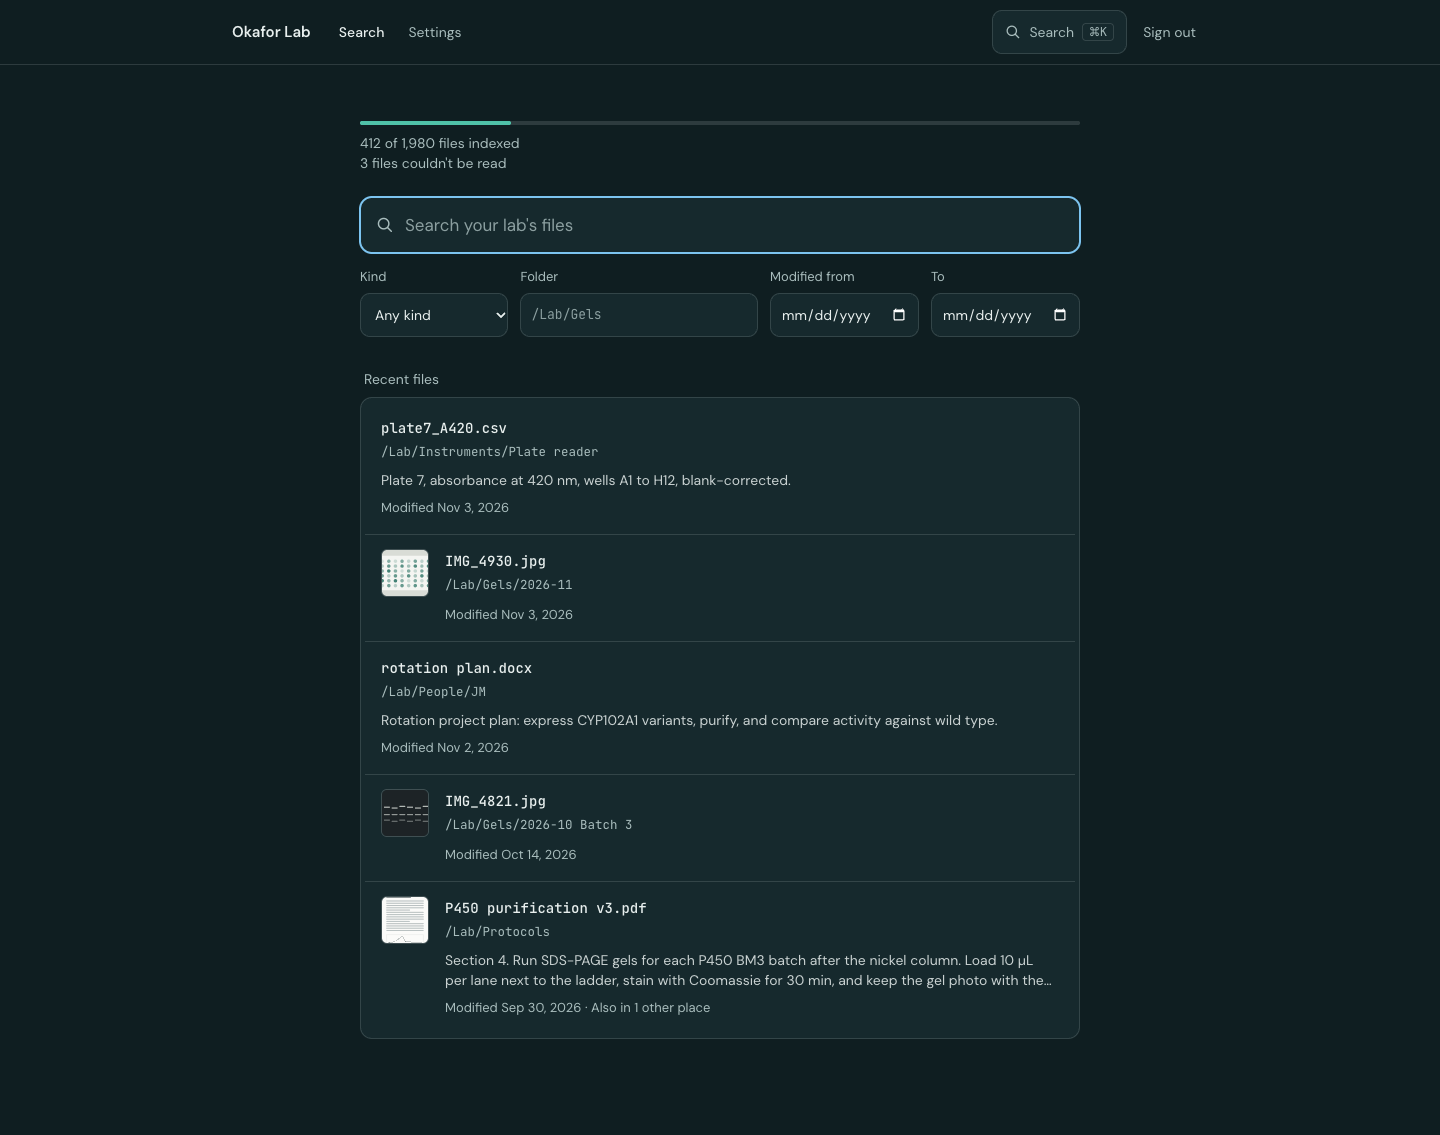 Okafor Lab
Search
Settings
Search ⌘K
Sign out
412 of 1,980 files indexed
3 files couldn't be read
Search your lab's files
Kind
Folder
Modified from
To
Any kind
/Lab/Gels
mm/dd/yyyy
mm/dd/yyyy
Recent files
plate7_A420.csv
/Lab/Instruments/Plate reader
Plate 7, absorbance at 420 nm, wells A1 to H12, blank-corrected.
Modified Nov 3, 2026
IMG_4930.jpg
/Lab/Gels/2026-11
Modified Nov 3, 2026
rotation plan.docx
/Lab/People/JM
Rotation project plan: express CYP102A1 variants, purify, and compare activity against wild type.
Modified Nov 2, 2026
IMG_4821.jpg
/Lab/Gels/2026-10 Batch 3
Modified Oct 14, 2026
P450 purification v3.pdf
/Lab/Protocols
Section 4. Run SDS-PAGE gels for each P450 BM3 batch after the nickel column. Load 10 µL
per lane next to the ladder, stain with Coomassie for 30 min, and keep the gel photo with the…
Modified Sep 30, 2026 · Also in 1 other place